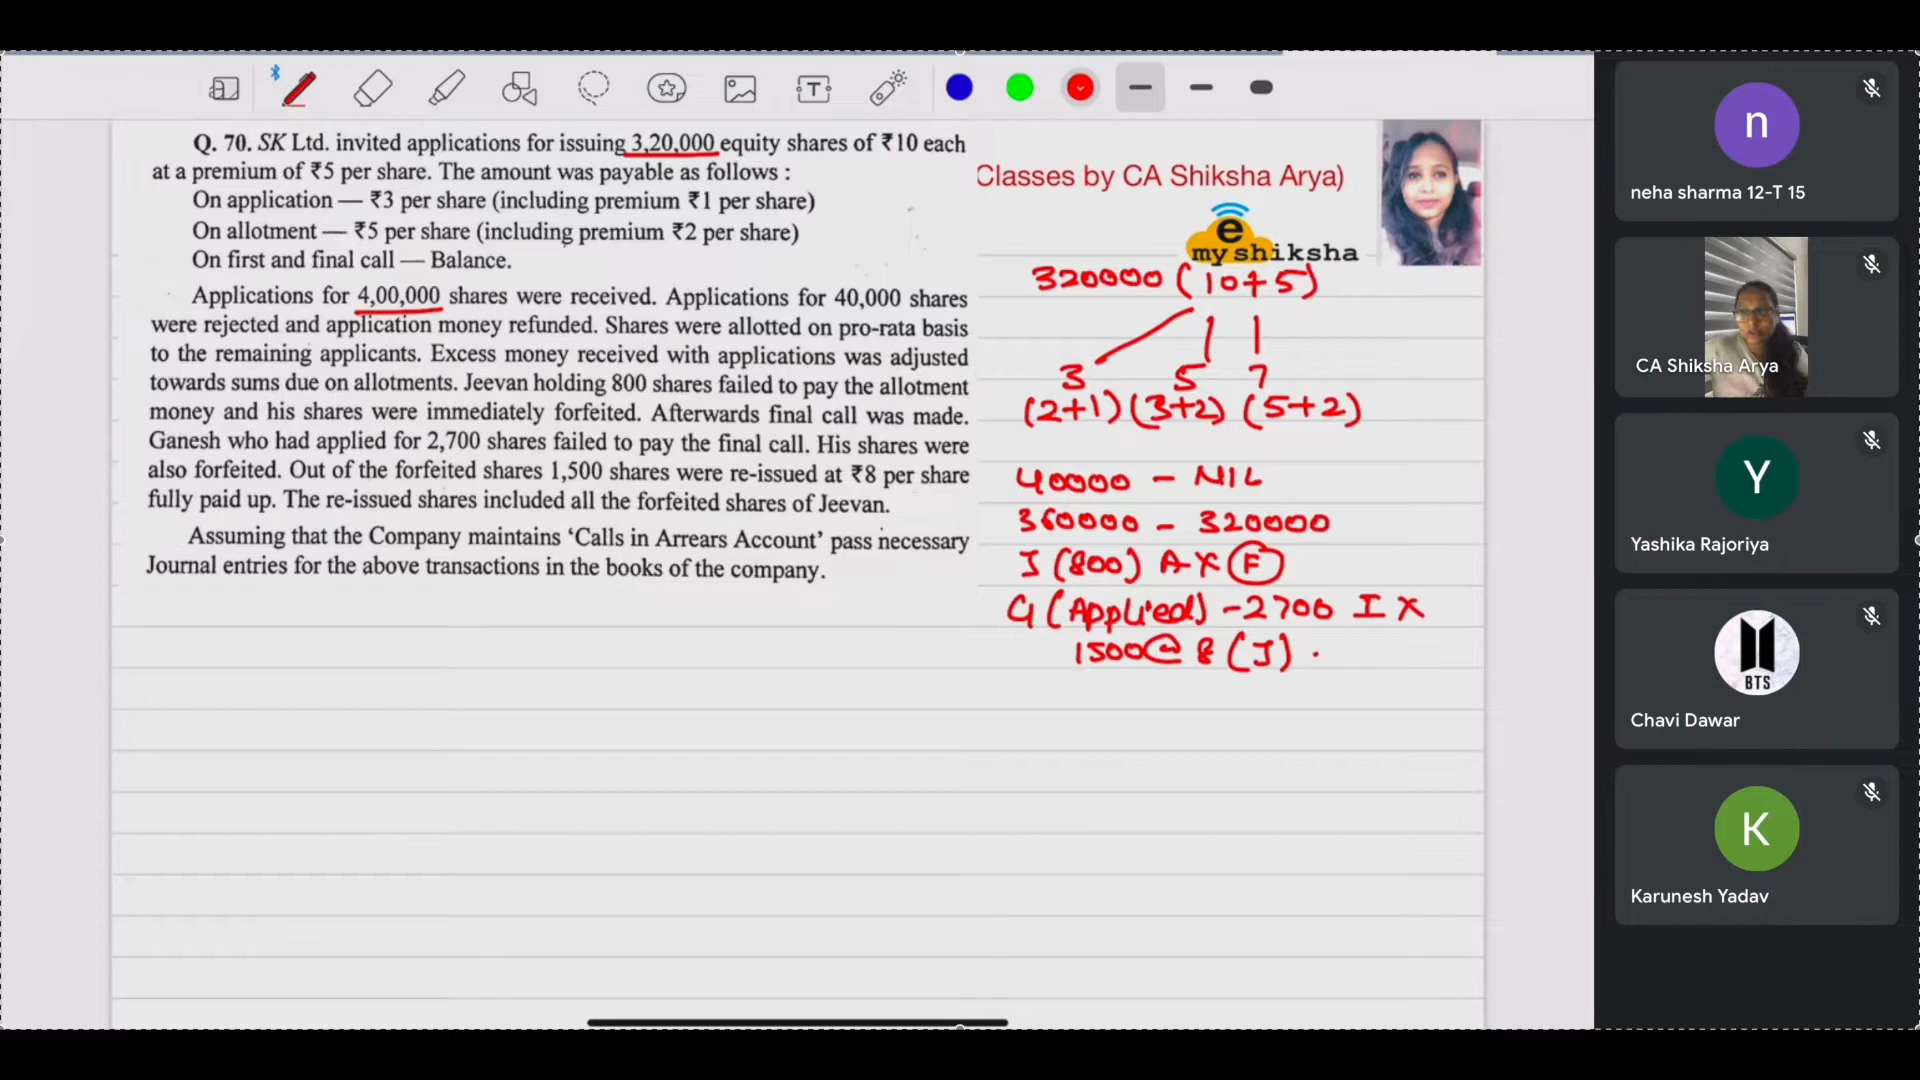 Q. 70. SK Ltd. invited applications for issuing 3,20,000 equity shares of ₹10 each
at a premium of ₹5 per share. The amount was payable as follows :
On application — ₹3 per share (including premium ₹1 per share)
On allotment — ₹5 per share (including premium ₹2 per share)
On first and final call — Balance.
Applications for 4,00,000 shares were received. Applications for 40,000 shares
were rejected and application money refunded. Shares were allotted on pro-rata basis
to the remaining applicants. Excess money received with applications was adjusted
towards sums due on allotments. Jeevan holding 800 shares failed to pay the allotment
money and his shares were immediately forfeited. Afterwards final call was made.
Ganesh who had applied for 2,700 shares failed to pay the final call. His shares were
also forfeited. Out of the forfeited shares 1,500 shares were re-issued at ₹8 per share
fully paid up. The re-issued shares included all the forfeited shares of Jeevan.
Assuming that the Company maintains ‘Calls in Arrears Account’ pass necessary
Journal entries for the above transactions in the books of the company.
Classes by CA Shiksha Arya)
e
my shiksha
320000 (10+5)
3 5 7
(2+1) (3+2) (5+2)
40000 - NIL
360000 - 320000
J (800) A X F
G (Applied) - 2700 I X
1500 @ 8 (J) .
T
n
neha sharma 12-T 15
CA Shiksha Arya
Y
Yashika Rajoriya
BTS
Chavi Dawar
K
Karunesh Yadav